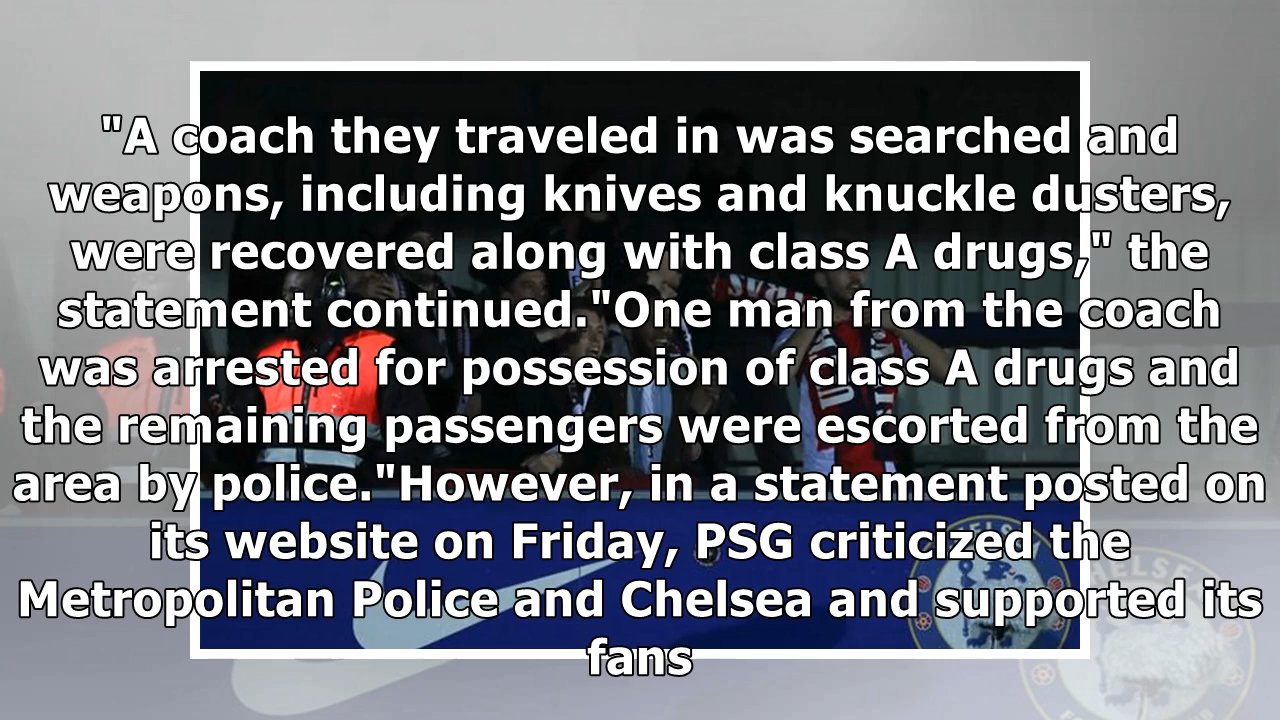 "A coach they traveled in was searched and
weapons, including knives and knuckle dusters,
were recovered along with class A drugs," the
statement continued."One man from the coach
was arrested for possession of class A drugs and
the remaining passengers were escorted from the
area by police."However, in a statement posted on
its website on Friday, PSG criticized the
Metropolitan Police and Chelsea and supported its
fans